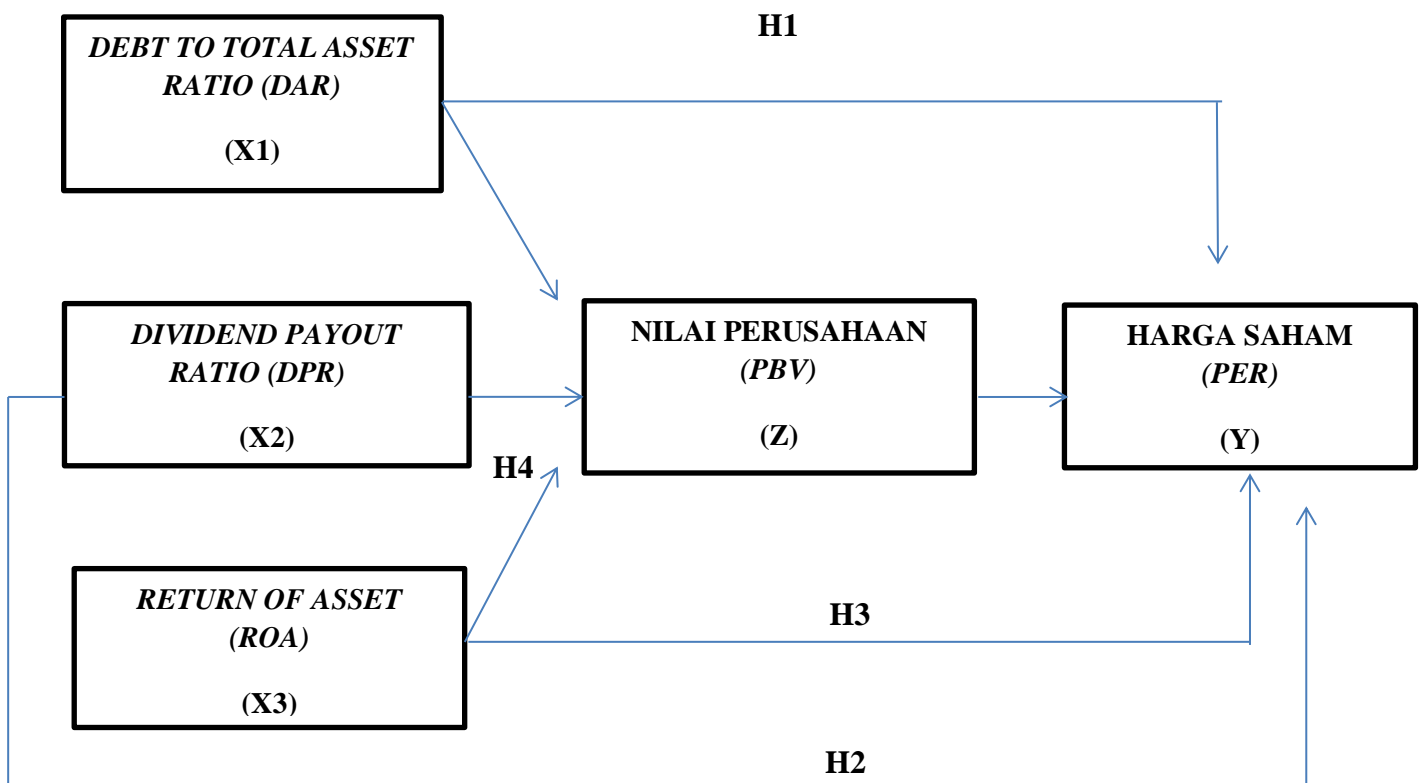 H1
DEBT TO TOTAL ASSET
RATIO (DAR)
(X1)
DIVIDEND PAYOUT
RATIO (DPR)
(X2)
NILAI PERUSAHAAN
(PBV)
(Z)
HARGA SAHAM
(PER)
(Y)
H4
RETURN OF ASSET
(ROA)
(X3)
H3
H2